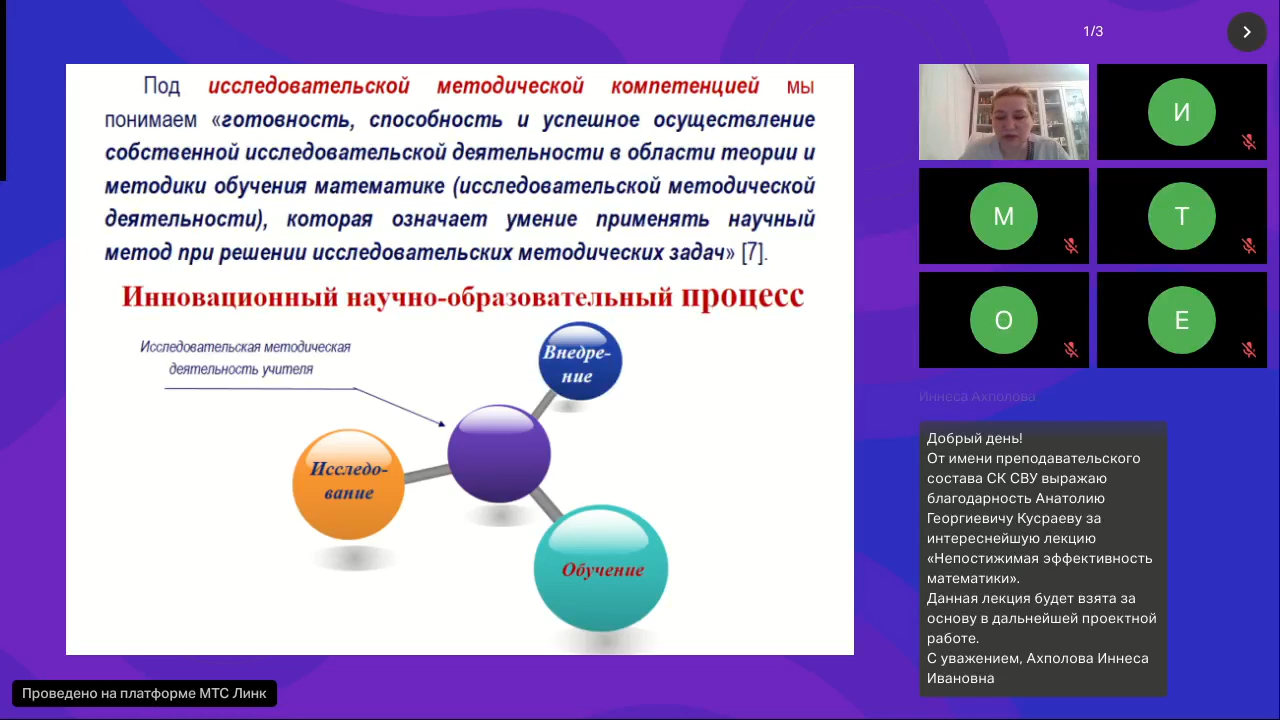 Под исследовательской методической компетенцией мы
понимаем «готовность, способность и успешное осуществление
собственной исследовательской деятельности в области теории и
методики обучения математике (исследовательской методической
деятельности), которая означает умение применять научный
метод при решении исследовательских методических задач» [7].
Инновационный научно-образовательный процесс
Исследовательская методическая
деятельность учителя
Внедре-
ние
Исследо-
вание
Обучение
Проведено на платформе МТС Линк
1/3
И
М
Т
О
Е
Иннеса Ахполова
Добрый день!
От имени преподавательского
состава СК СВУ выражаю
благодарность Анатолию
Георгиевичу Кусраеву за
интереснейшую лекцию
«Непостижимая эффективность
математики».
Данная лекция будет взята за
основу в дальнейшей проектной
работе.
С уважением, Ахполова Иннеса
Ивановна